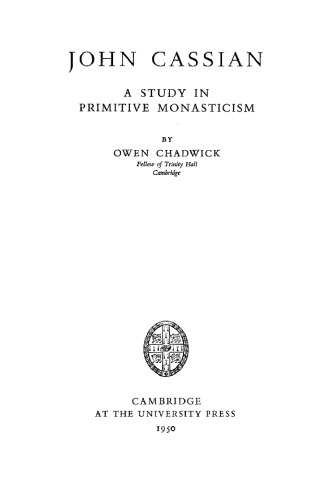 JOHN CASSIAN
A STUDY IN
PRIMITIVE MONASTICISM
BY
OWEN CHADWICK
Fellow of Trinity Hall
Cambridge
CAMBRIDGE
AT THE UNIVERSITY PRESS
1950